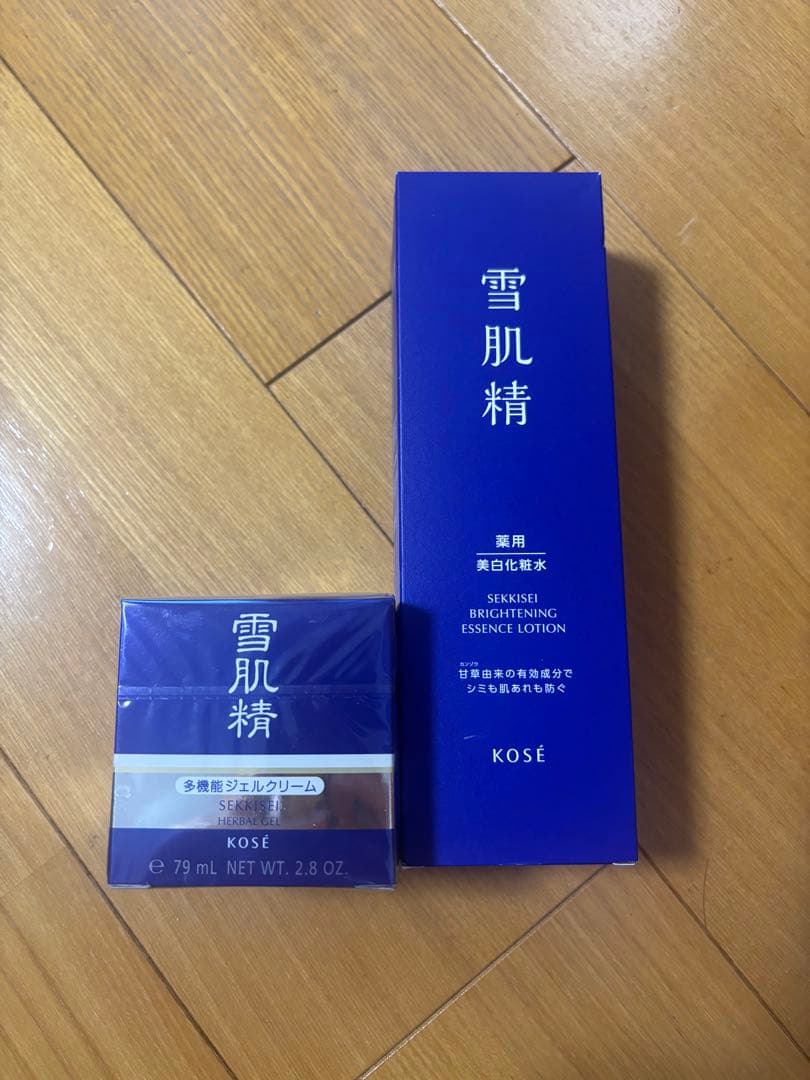 雪肌精
薬用
美白化粧水
SEKKISEI
BRIGHTENING
ESSENCE LOTION
カンゾウ
甘草由来の有効成分で
シミも肌あれも防ぐ
KOSÉ
雪肌精
多機能ジェルクリーム
SEKKISEI
HERBAL GEL
KOSÉ
℮ 79 mL NET WT. 2.8 OZ.